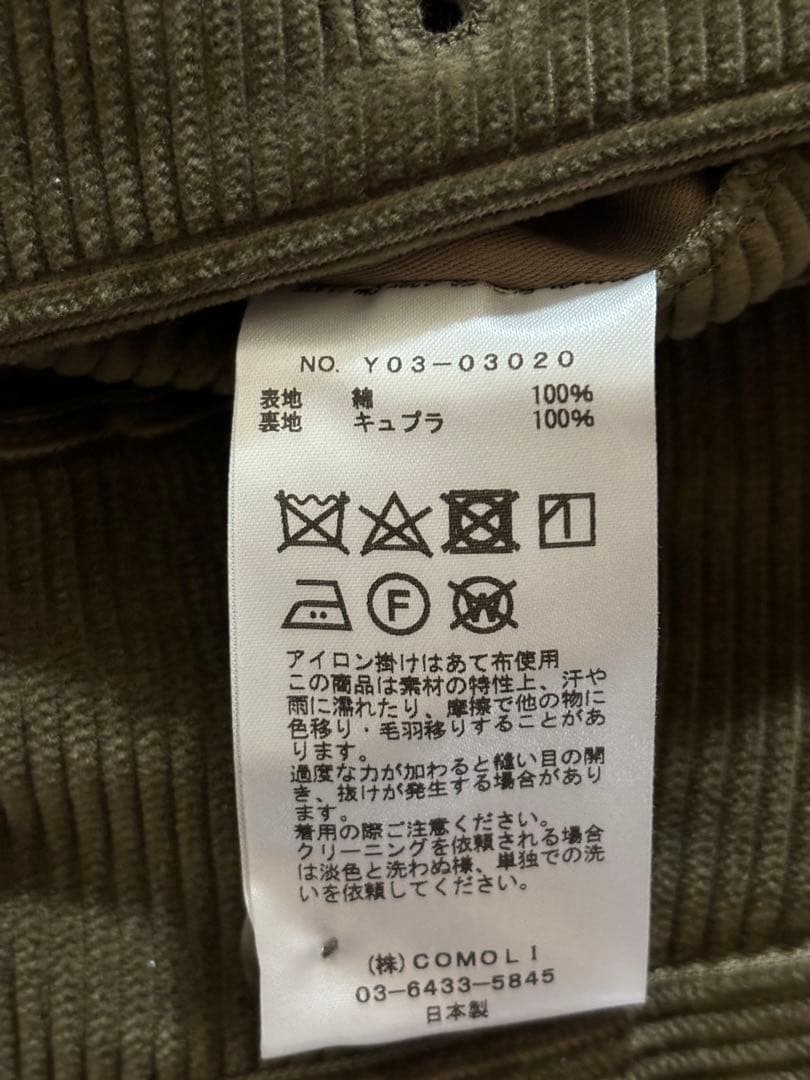 NO. Y03-03020
表地 綿 100%
裏地 キュプラ 100%
F
W
アイロン掛けはあて布使用
この商品は素材の特性上、汗や
雨に濡れたり、摩擦で他の物に
色移り・毛羽移りすることがあ
ります。
過度な力が加わると縫い目の開
き、抜けが発生する場合があり
ます。
着用の際ご注意ください。
クリーニングを依頼される場合
は淡色と洗わぬ様、単独での洗
いを依頼してください。
(株)COMOLI
03-6433-5845
日本製